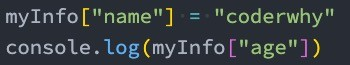 myInfo["name"] = "coderwhy"
console.log(myInfo["age"])